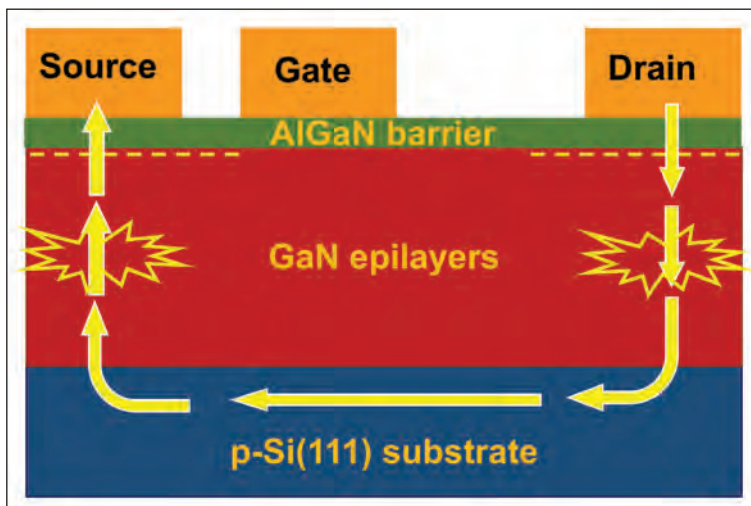 Source
Gate
Drain
AlGaN barrier
GaN epilayers
p-Si(111) substrate